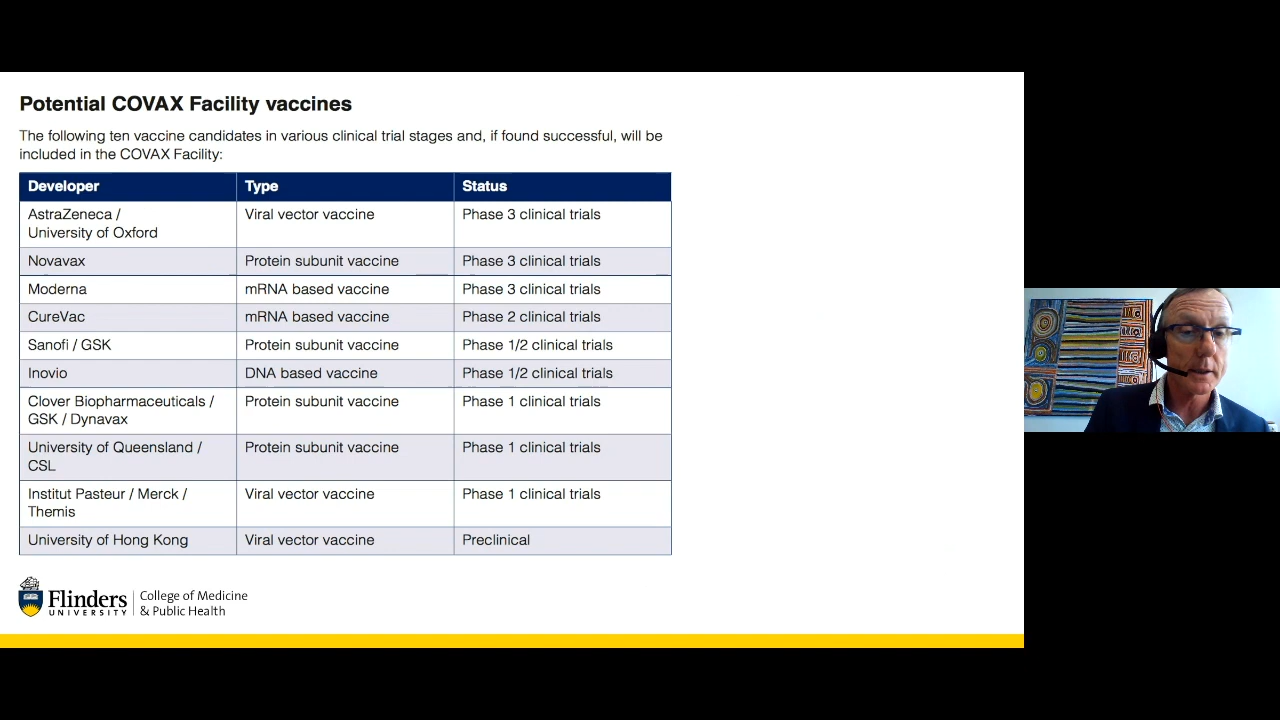 Potential COVAX Facility vaccines
The following ten vaccine candidates in various clinical trial stages and, if found successful, will be
included in the COVAX Facility:
Developer Type Status
AstraZeneca / Viral vector vaccine Phase 3 clinical trials
University of Oxford
Novavax Protein subunit vaccine Phase 3 clinical trials
Moderna mRNA based vaccine Phase 3 clinical trials
CureVac mRNA based vaccine Phase 2 clinical trials
Sanofi / GSK Protein subunit vaccine Phase 1/2 clinical trials
Inovio DNA based vaccine Phase 1/2 clinical trials
Clover Biopharmaceuticals / Protein subunit vaccine Phase 1 clinical trials
GSK / Dynavax
University of Queensland / Protein subunit vaccine Phase 1 clinical trials
CSL
Institut Pasteur / Merck / Viral vector vaccine Phase 1 clinical trials
Themis
University of Hong Kong Viral vector vaccine Preclinical
Flinders
UNIVERSITY
College of Medicine
& Public Health